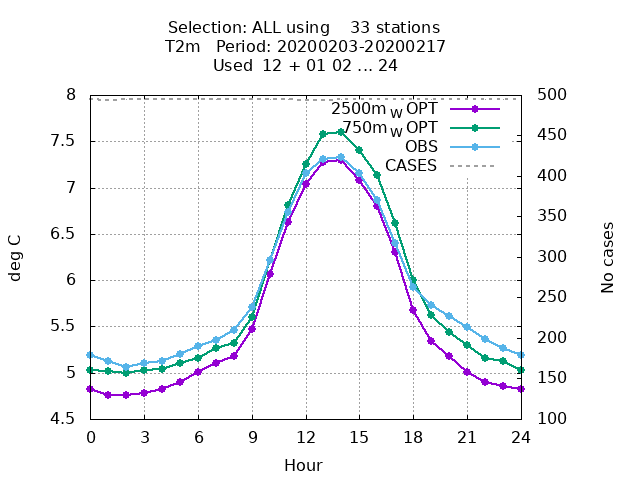 Selection: ALL using    33 stations
T2m   Period: 20200203-20200217
Used  12 + 01 02 ... 24
8
7.5
7
6.5
6
5.5
5
4.5
500
450
400
350
300
250
200
150
100
2500m W OPT
750m W OPT
OBS
CASES
deg C
No cases
0 3 6 9 12 15 18 21 24
Hour